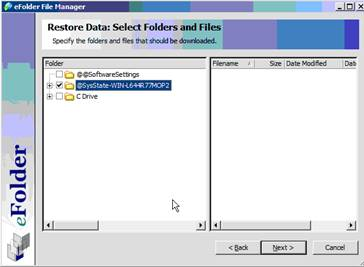 eFolder File Manager
Restore Data: Select Folders and Files
Specify the folders and files that should be downloaded.
Folder
Filename Size Date Modified Dat
@@SoftwareSettings
@SysState-WIN-L644R77MOP2
C Drive
eFolder
< Back Next > Cancel